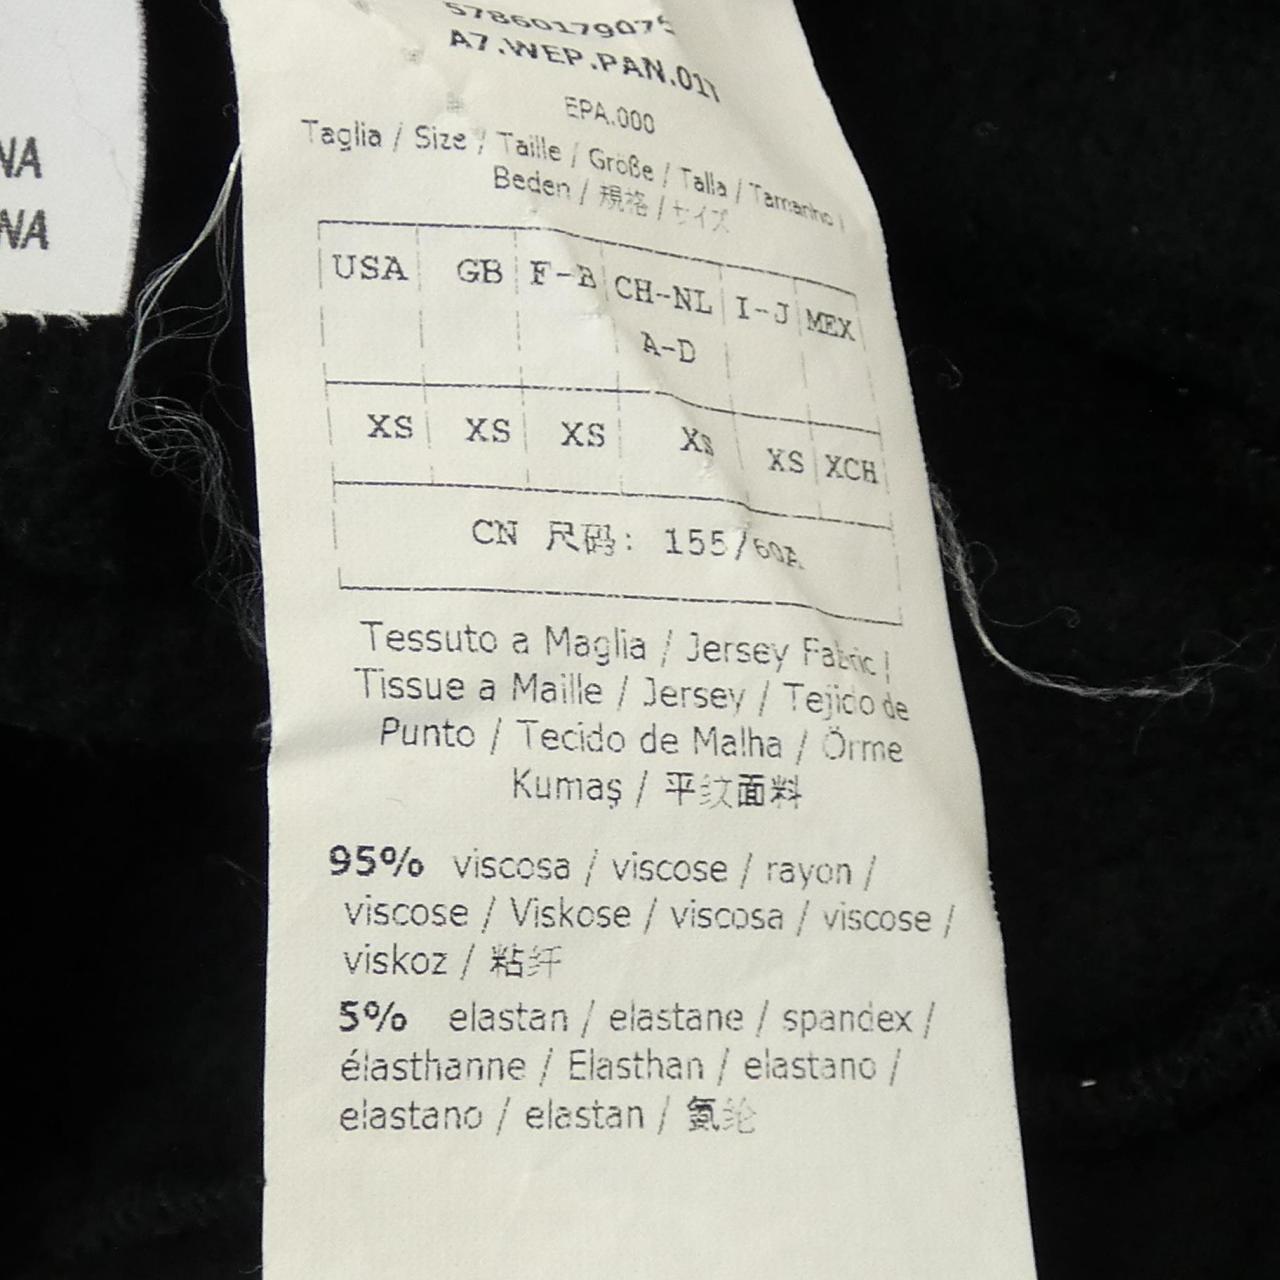 NA
NA
A7.WEP.PAN.01
EPA.000
Taglia / Size / Taille / Größe / Talla / Tamanho /
Beden / 規格 / サイズ
USA GB F-B CH-NL A-D I-J MEX
XS XS XS XS XS XCH
CN 尺码: 155/60A
Tessuto a Maglia / Jersey Fabric /
Tissue a Maille / Jersey / Tejido de
Punto / Tecido de Malha / Örme
Kumaş / 平纹面料
95% viscosa / viscose / rayon /
viscose / Viskose / viscosa / viscose /
viskoz / 粘纤
5% elastan / elastane / spandex /
élasthanne / Elasthan / elastano /
elastano / elastan / 氨纶